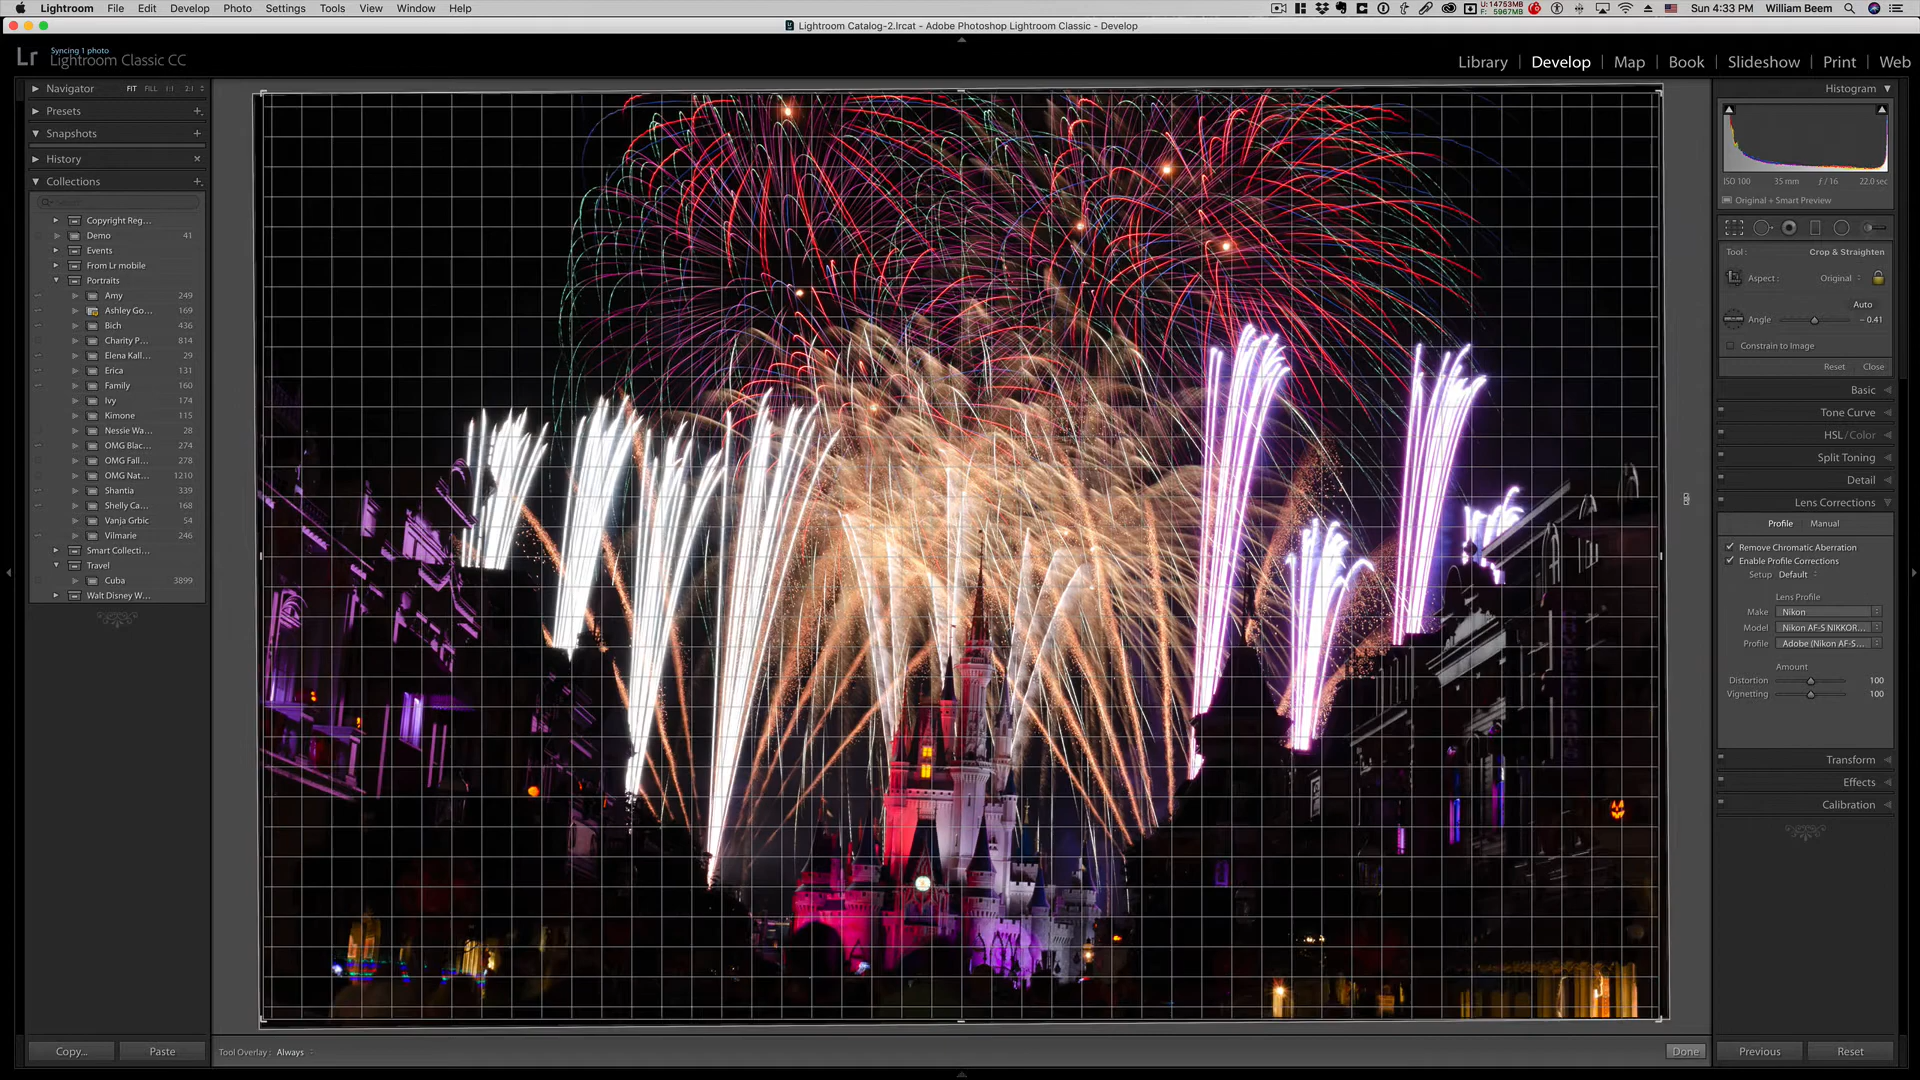 Lightroom File Edit Develop Photo Settings Tools View Window Help
U: 14753MB
F: 5967MB
Sun 4:33 PM William Beem
Lightroom Catalog-2.lrcat - Adobe Photoshop Lightroom Classic - Develop
Lr
Syncing 1 photo
Lightroom Classic CC
Library Develop Map Book Slideshow Print Web
Navigator FIT FILL 1:1 2:1
Presets
Snapshots
History
Collections
Copyright Reg...
Demo 41
Events
From Lr mobile
Portraits
Amy 249
Ashley Go... 169
Bich 436
Charity P... 814
Elena Kall... 29
Erica 131
Family 160
Ivy 174
Kimone 115
Nessie Wa... 28
OMG Blac... 274
OMG Fall... 278
OMG Nat... 1210
Shantia 339
Shelly Ca... 168
Vanja Grbic 54
Vilmarie 246
Smart Collecti...
Travel
Cuba 3899
Walt Disney W...
Copy... Paste
Tool Overlay : Always
Done
Histogram
ISO 100 35 mm ƒ / 16 22.0 sec
Original + Smart Preview
Tool : Crop & Straighten
Aspect : Original
Auto
Angle − 0.41
Constrain to Image
Reset Close
Basic
Tone Curve
HSL / Color
Split Toning
Detail
Lens Corrections
Profile Manual
Remove Chromatic Aberration
Enable Profile Corrections
Setup Default
Lens Profile
Make Nikon
Model Nikon AF-S NIKKOR...
Profile Adobe (Nikon AF-S...
Amount
Distortion 100
Vignetting 100
Transform
Effects
Calibration
Previous Reset